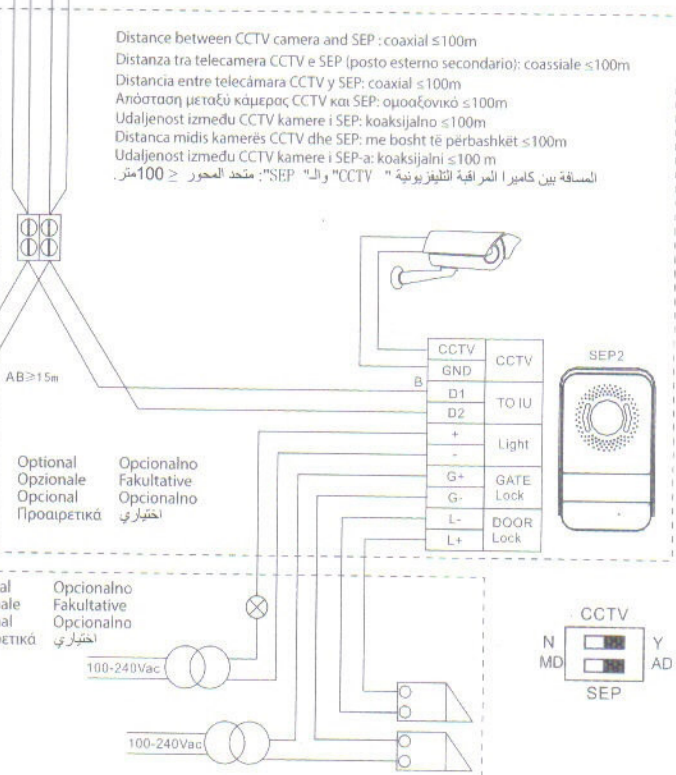 Distance between CCTV camera and SEP : coaxial ≤100m
Distanza tra telecamera CCTV e SEP (posto esterno secondario): coassiale ≤100m
Distancia entre telecámara CCTV y SEP: coaxial ≤100m
Απόσταση μεταξύ κάμερας CCTV και SEP: ομοαξονικό ≤100m
Udaljenost između CCTV kamere i SEP: koaksijalno ≤100m
Distanca midis kamerës CCTV dhe SEP: me bosht të përbashkët ≤100m
Udaljenost između CCTV kamere i SEP-a: koaksijalni ≤100 m
المسافة بين كاميرا المراقبة التليفزيونية " CCTV" والـ" SEP": متحد المحور ≤ 100متر.
CCTV
GND
CCTV
SEP2
AB≥15m
B
D1
D2
TO IU
+
-
Light
G+
G-
GATE
Lock
L-
L+
DOOR
Lock
Optional Opcionalno
Opzionale Fakultative
Opcional Opcionalno
Προαιρετικά اختياري
al Opcionalno
ale Fakultative
al Opcionalno
ετικά اختياري
100-240Vac
100-240Vac
CCTV
N Y
MD AD
SEP